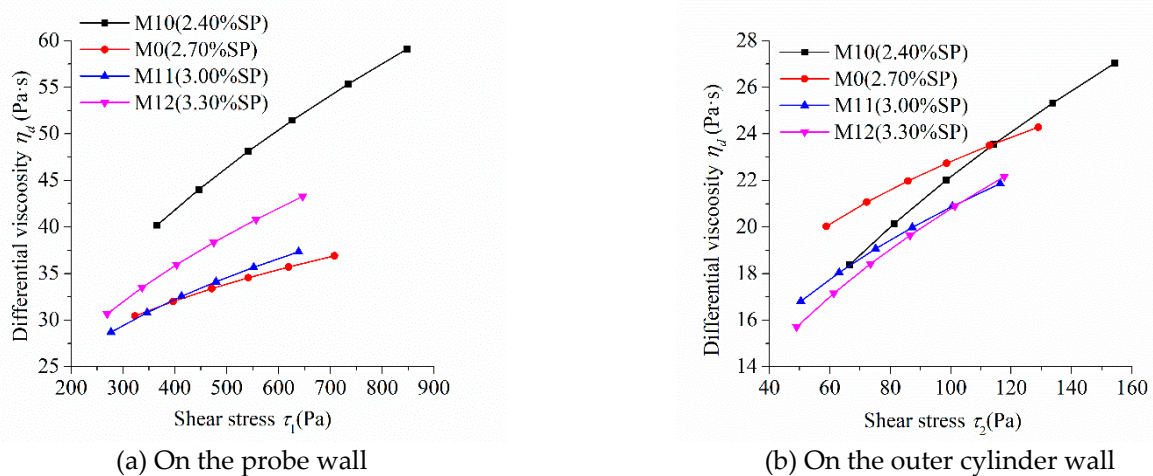 M10(2.40%SP)
M0(2.70%SP)
M11(3.00%SP)
M12(3.30%SP)
Differential viscoosity η_d (Pa·s)
60
55
50
45
40
35
30
25
200 300 400 500 600 700 800 900
Shear stress τ₁(Pa)
(a) On the probe wall
M10(2.40%SP)
M0(2.70%SP)
M11(3.00%SP)
M12(3.30%SP)
Differential viscoosity η_d (Pa·s)
28
26
24
22
20
18
16
14
40 60 80 100 120 140 160
Shear stress τ₂(Pa)
(b) On the outer cylinder wall